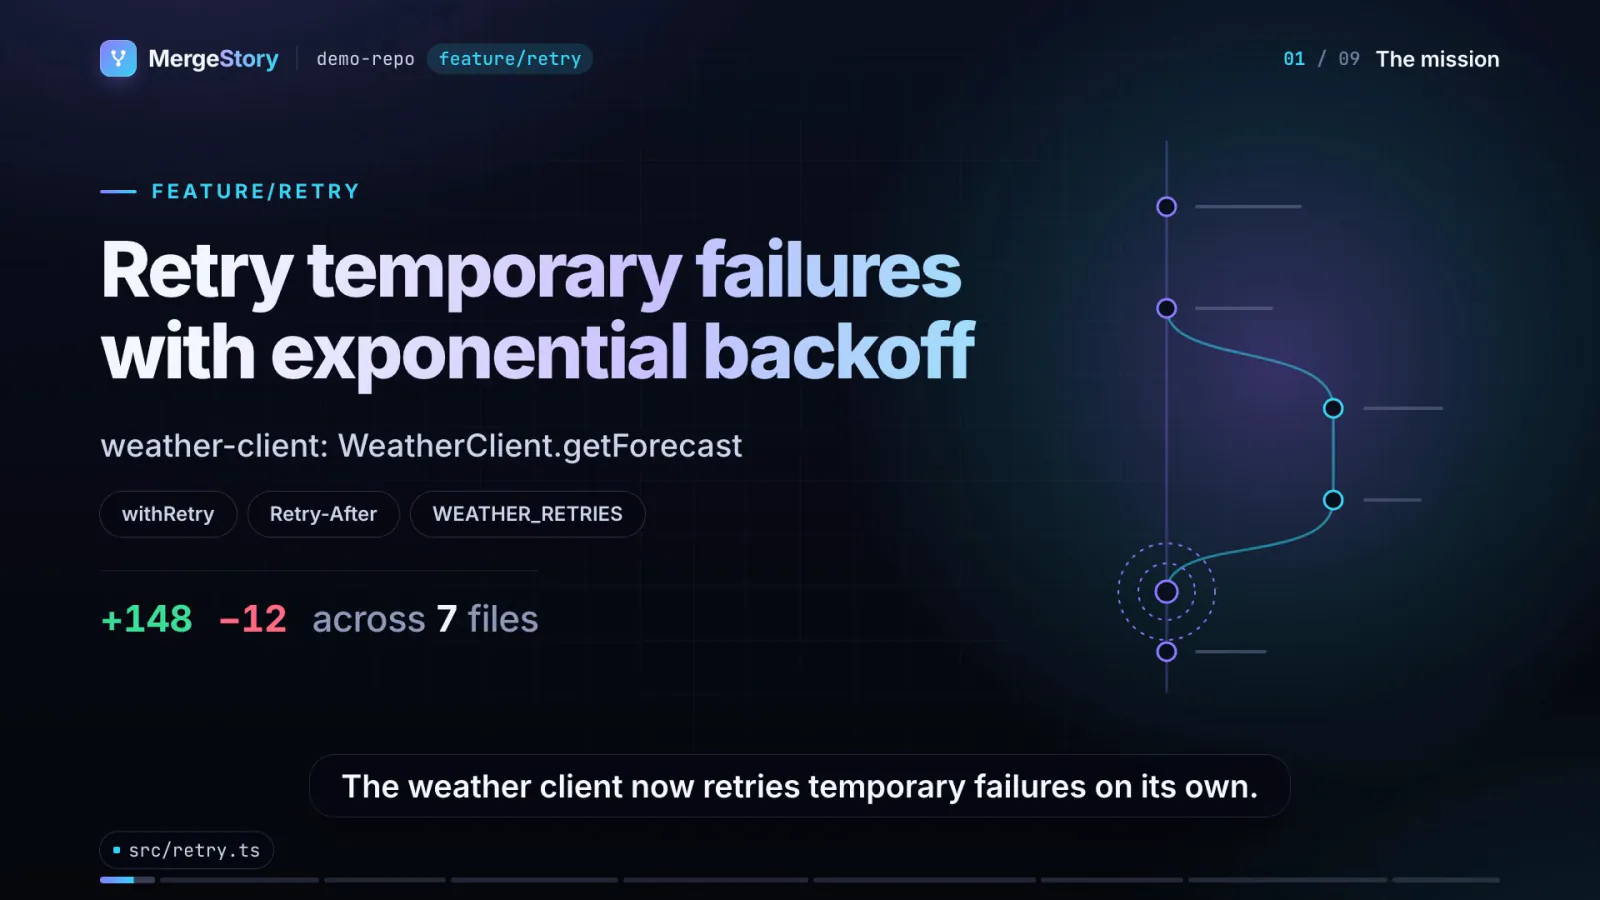 MergeStory demo-repo feature/retry
01 / 09 The mission
FEATURE/RETRY
Retry temporary failures
with exponential backoff
weather-client: WeatherClient.getForecast
withRetry Retry-After WEATHER_RETRIES
+148 −12 across 7 files
The weather client now retries temporary failures on its own.
src/retry.ts